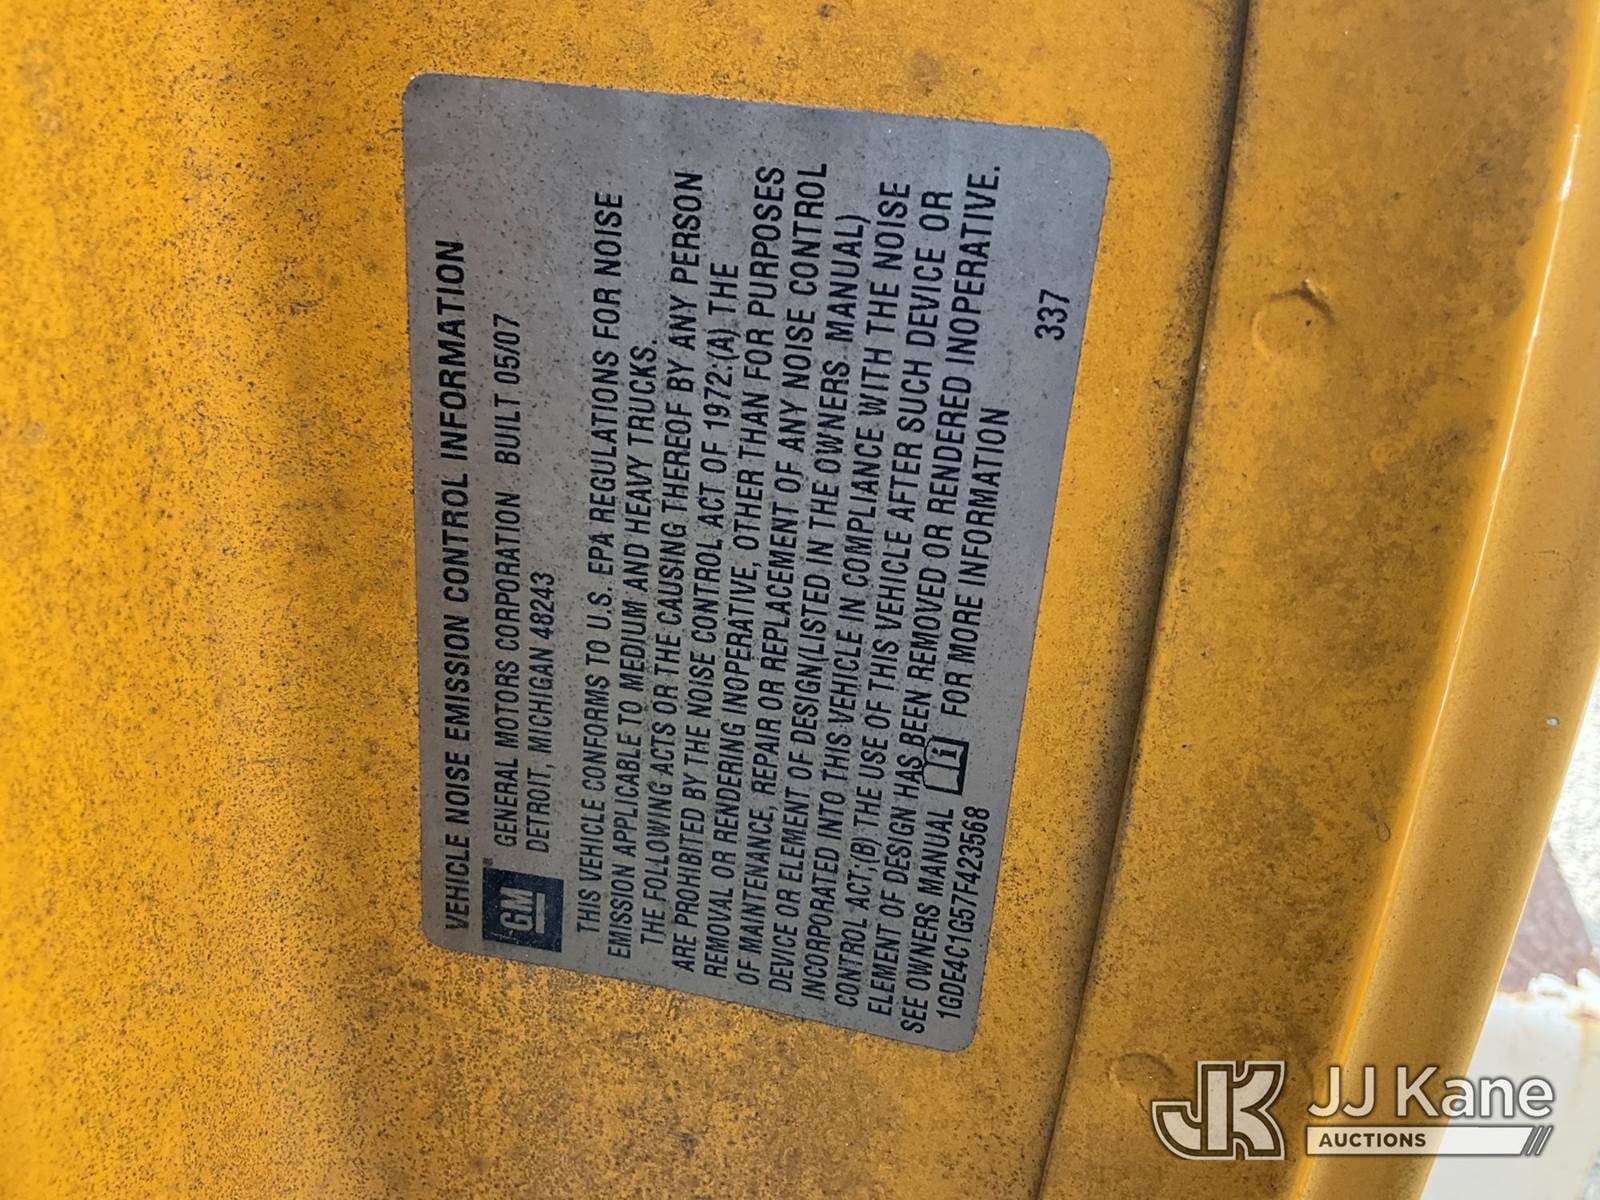 VEHICLE NOISE EMISSION CONTROL INFORMATION
GM
GENERAL MOTORS CORPORATION BUILT 05/07
DETROIT, MICHIGAN 48243
THIS VEHICLE CONFORMS TO U.S. EPA REGULATIONS FOR NOISE
EMISSION APPLICABLE TO MEDIUM AND HEAVY TRUCKS.
THE FOLLOWING ACTS OR THE CAUSING THEREOF BY ANY PERSON
ARE PROHIBITED BY THE NOISE CONTROL ACT OF 1972:(A) THE
REMOVAL OR RENDERING INOPERATIVE, OTHER THAN FOR PURPOSES
OF MAINTENANCE, REPAIR OR REPLACEMENT OF ANY NOISE CONTROL
DEVICE OR ELEMENT OF DESIGN(LISTED IN THE OWNERS MANUAL)
INCORPORATED INTO THIS VEHICLE IN COMPLIANCE WITH THE NOISE
CONTROL ACT;(B) THE USE OF THIS VEHICLE AFTER SUCH DEVICE OR
ELEMENT OF DESIGN HAS BEEN REMOVED OR RENDERED INOPERATIVE.
SEE OWNERS MANUAL i FOR MORE INFORMATION
1GDE4C1G57F423568 337
JK JJ Kane
AUCTIONS